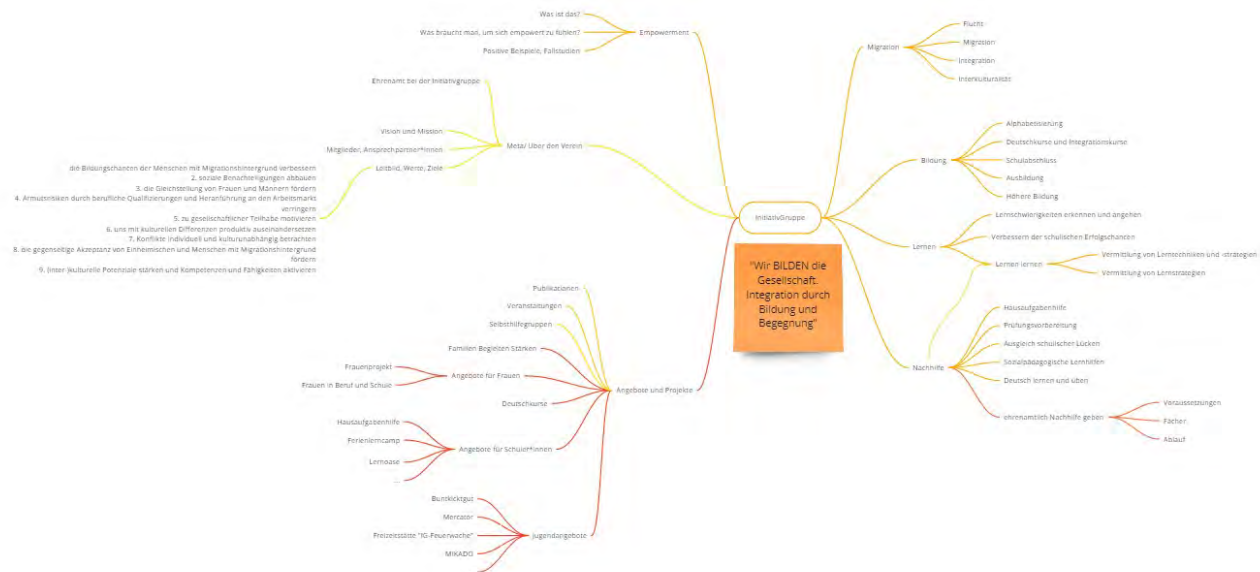 Was ist das?
Was braucht man, um sich empowert zu fühlen?
Positive Beispiele, Fallstudien
Empowerment
Ehrenamt bei der Initiativgruppe
Vision und Mission
Mitglieder, Ansprechpartner*innen
Leitbild, Werte, Ziele
Meta/ Über den Verein
die Bildungschancen der Menschen mit Migrationshintergrund verbessern
2. soziale Benachteiligungen abbauen
3. die Gleichstellung von Frauen und Männern fördern
4. Armutsrisiken durch berufliche Qualifizierungen und Heranführung an den Arbeitsmarkt
verringern
5. zu gesellschaftlicher Teilhabe motivieren
6. uns mit kulturellen Differenzen produktiv auseinandersetzen
7. Konflikte individuell und kulturunabhängig betrachten
8. die gegenseitige Akzeptanz von Einheimischen und Menschen mit Migrationshintergrund
fördern
9. (inter-)kulturelle Potenziale stärken und Kompetenzen und Fähigkeiten aktivieren
Publikationen
Veranstaltungen
Selbsthilfegruppen
Familien Begleiten Stärken
Frauenprojekt
Frauen in Beruf und Schule
Angebote für Frauen
Deutschkurse
Hausaufgabenhilfe
Ferienlerncamp
Lernoase
...
Angebote für Schüler*innen
Buntkicktgut
Mercator
Freizeitstätte "IG-Feuerwache"
MIKADO
Jugendangebote
Angebote und Projekte
InitiativGruppe
"Wir BILDEN die
Gesellschaft.
Integration durch
Bildung und
Begegnung"
Migration
Flucht
Migration
Integration
Interkulturalität
Bildung
Alphabetisierung
Deutschkurse und Integrationskurse
Schulabschluss
Ausbildung
Höhere Bildung
Lernen
Lernschwierigkeiten erkennen und angehen
Verbessern der schulischen Erfolgschancen
Lernen lernen
Vermittlung von Lerntechniken und -strategien
Vermittlung von Lernstrategien
Nachhilfe
Hausaufgabenhilfe
Prüfungsvorbereitung
Ausgleich schulischer Lücken
Sozialpädagogische Lernhilfen
Deutsch lernen und üben
ehrenamtlich Nachhilfe geben
Voraussetzungen
Fächer
Ablauf